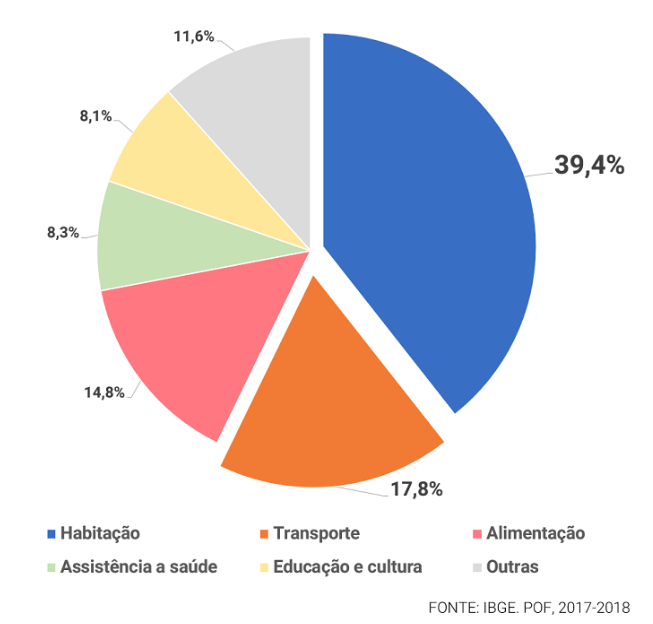 11,6%
8,1%
39,4%
8,3%
14,8%
17,8%
Habitação Transporte Alimentação
Assistência a saúde Educação e cultura Outras
FONTE: IBGE. POF, 2017-2018